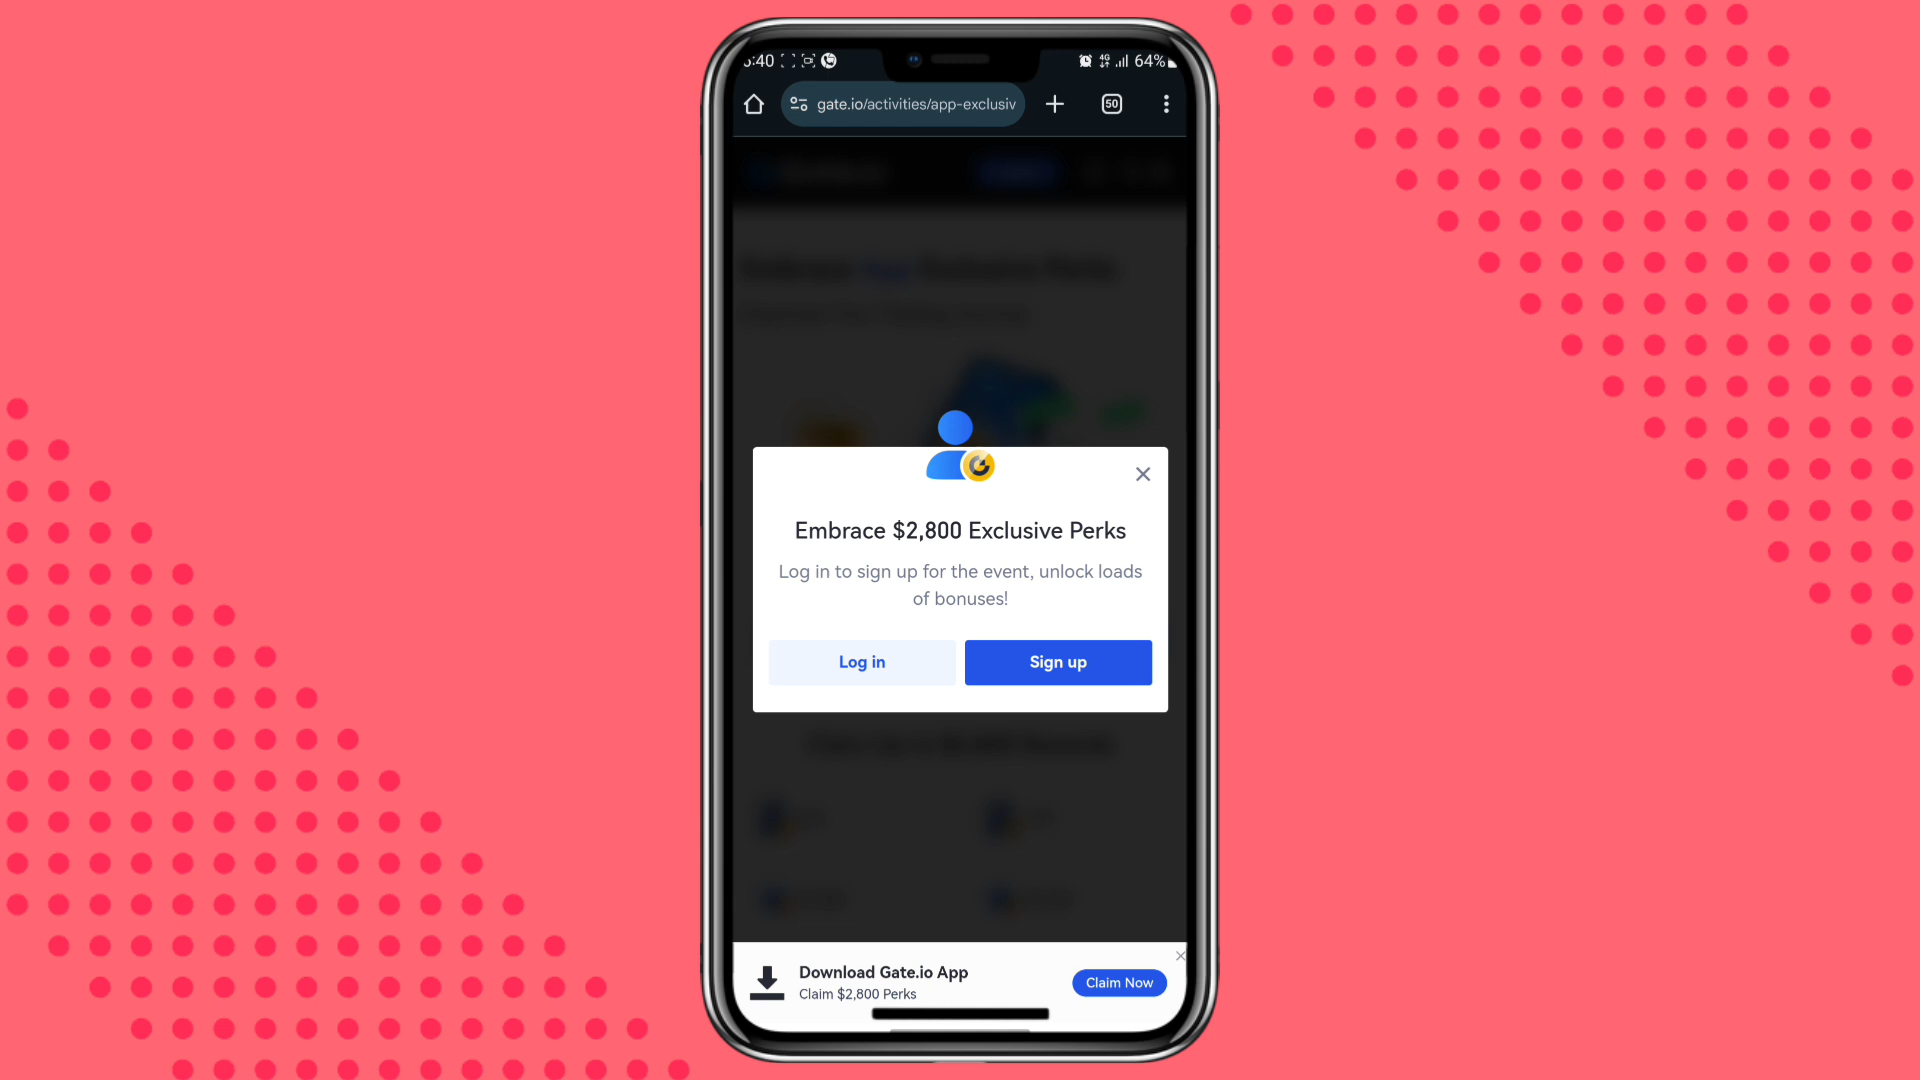 :40
4G
64%
gate.io/activities/app-exclusiv
50
Embrace $2,800 Exclusive Perks
Log in to sign up for the event, unlock loads
of bonuses!
Log in
Sign up
Download Gate.io App
Claim $2,800 Perks
Claim Now